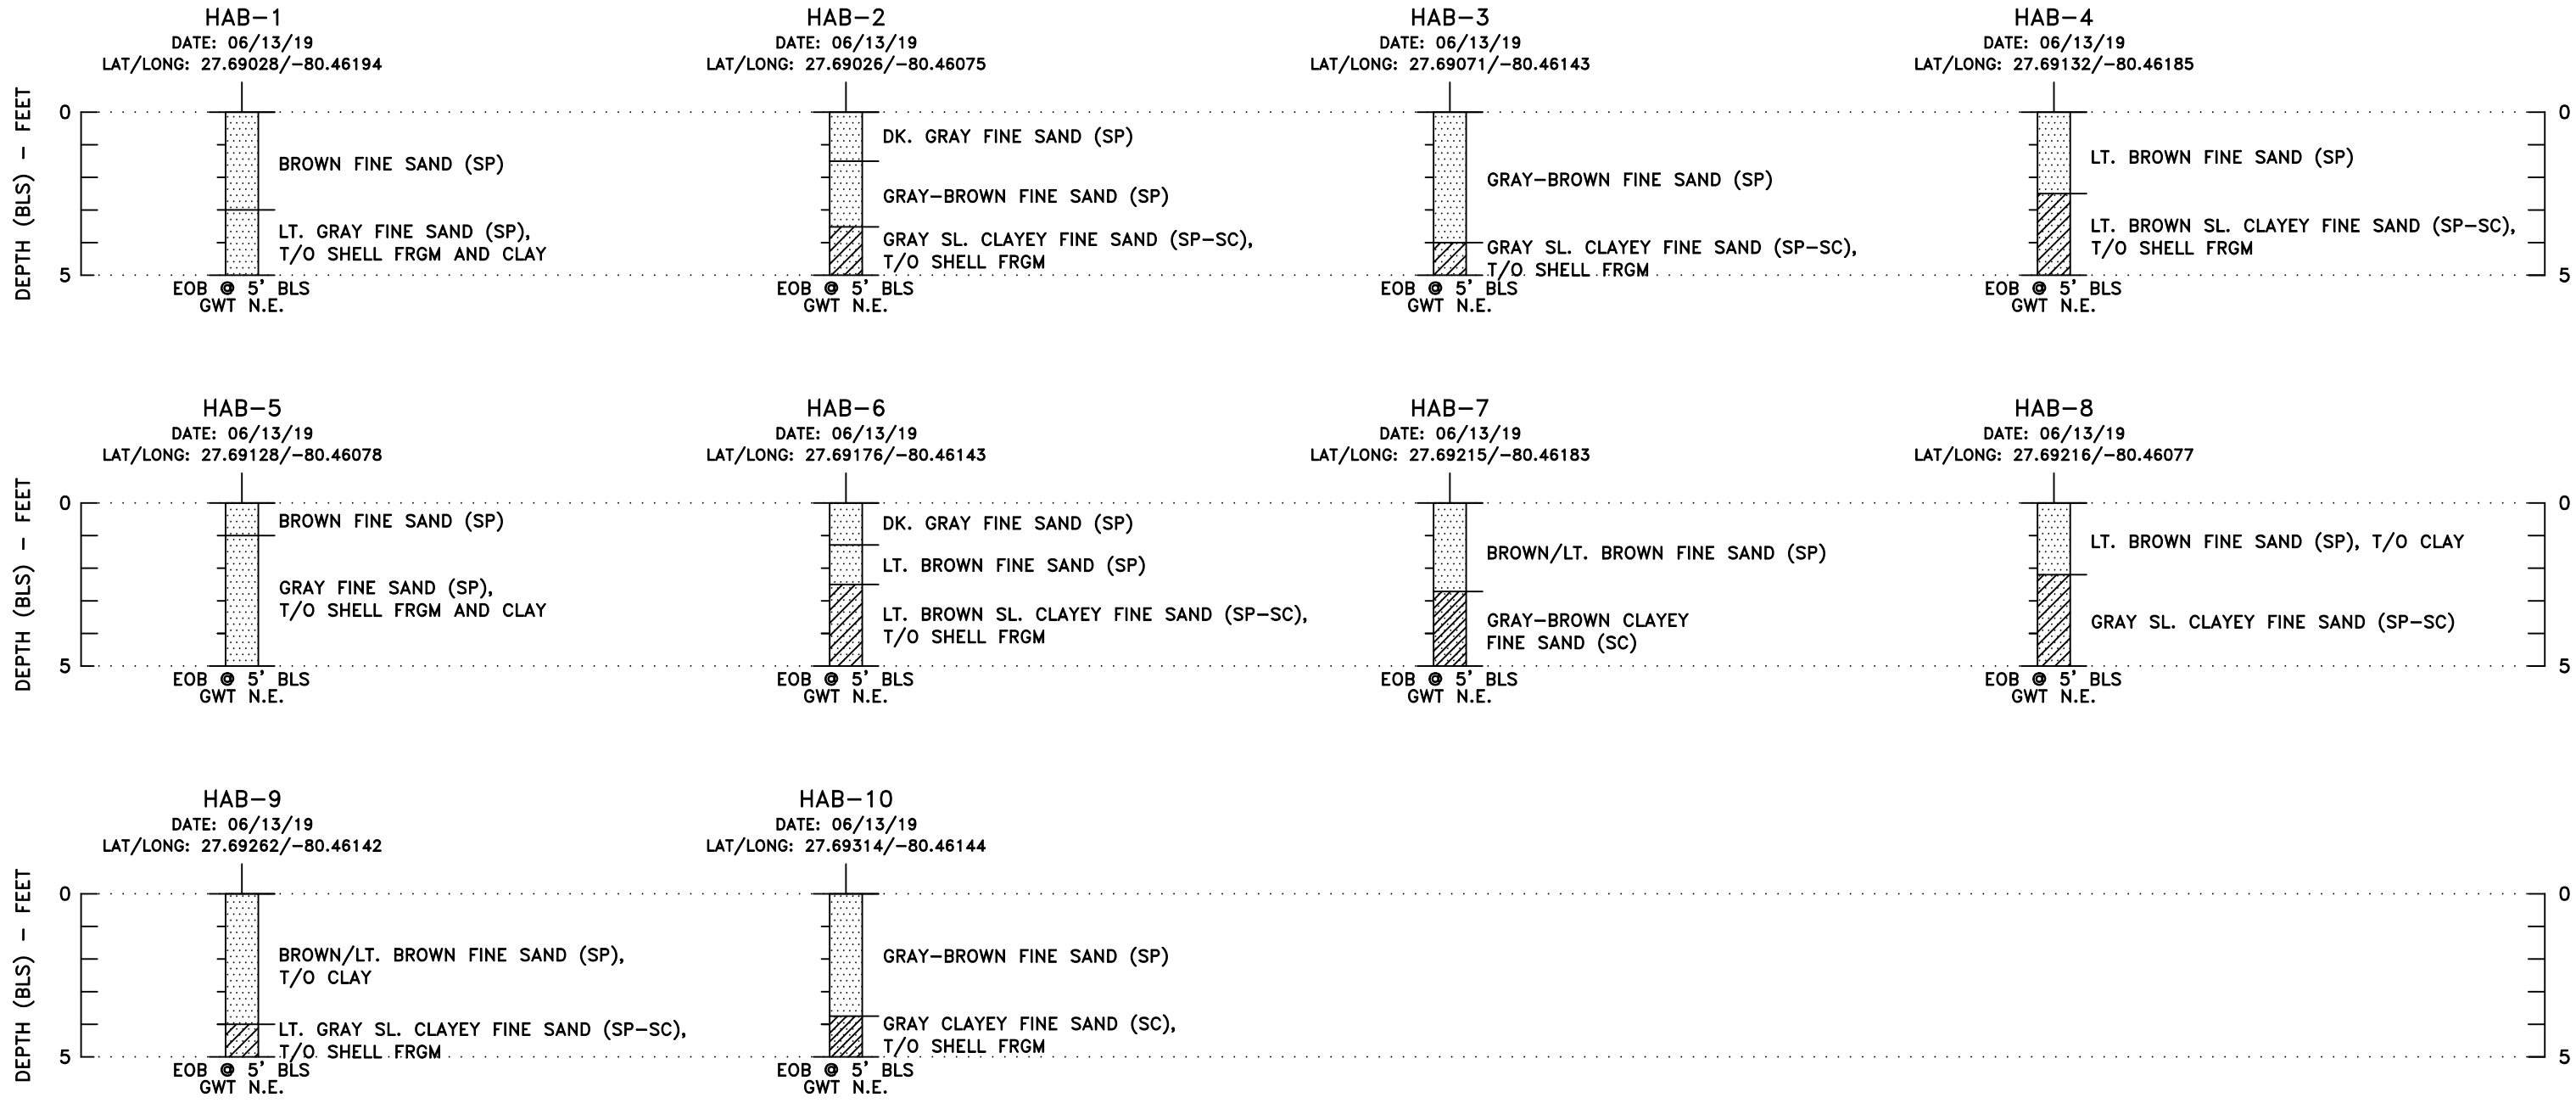 HAB-1
DATE: 06/13/19
LAT/LONG: 27.69028/-80.46194
HAB-2
DATE: 06/13/19
LAT/LONG: 27.69026/-80.46075
HAB-3
DATE: 06/13/19
LAT/LONG: 27.69071/-80.46143
HAB-4
DATE: 06/13/19
LAT/LONG: 27.69132/-80.46185
DEPTH (BLS) - FEET
0
5
BROWN FINE SAND (SP)
LT. GRAY FINE SAND (SP),
T/O SHELL FRGM AND CLAY
EOB @ 5' BLS
GWT N.E.
DK. GRAY FINE SAND (SP)
GRAY-BROWN FINE SAND (SP)
GRAY SL. CLAYEY FINE SAND (SP-SC),
T/O SHELL FRGM
EOB @ 5' BLS
GWT N.E.
GRAY-BROWN FINE SAND (SP)
GRAY SL. CLAYEY FINE SAND (SP-SC),
T/O SHELL FRGM
EOB @ 5' BLS
GWT N.E.
LT. BROWN FINE SAND (SP)
LT. BROWN SL. CLAYEY FINE SAND (SP-SC),
T/O SHELL FRGM
EOB @ 5' BLS
GWT N.E.
0
5
HAB-5
DATE: 06/13/19
LAT/LONG: 27.69128/-80.46078
HAB-6
DATE: 06/13/19
LAT/LONG: 27.69176/-80.46143
HAB-7
DATE: 06/13/19
LAT/LONG: 27.69215/-80.46183
HAB-8
DATE: 06/13/19
LAT/LONG: 27.69216/-80.46077
DEPTH (BLS) - FEET
0
5
BROWN FINE SAND (SP)
GRAY FINE SAND (SP),
T/O SHELL FRGM AND CLAY
EOB @ 5' BLS
GWT N.E.
DK. GRAY FINE SAND (SP)
LT. BROWN FINE SAND (SP)
LT. BROWN SL. CLAYEY FINE SAND (SP-SC),
T/O SHELL FRGM
EOB @ 5' BLS
GWT N.E.
BROWN/LT. BROWN FINE SAND (SP)
GRAY-BROWN CLAYEY
FINE SAND (SC)
EOB @ 5' BLS
GWT N.E.
LT. BROWN FINE SAND (SP), T/O CLAY
GRAY SL. CLAYEY FINE SAND (SP-SC)
EOB @ 5' BLS
GWT N.E.
0
5
HAB-9
DATE: 06/13/19
LAT/LONG: 27.69262/-80.46142
HAB-10
DATE: 06/13/19
LAT/LONG: 27.69314/-80.46144
DEPTH (BLS) - FEET
0
5
BROWN/LT. BROWN FINE SAND (SP),
T/O CLAY
LT. GRAY SL. CLAYEY FINE SAND (SP-SC),
T/O SHELL FRGM
EOB @ 5' BLS
GWT N.E.
GRAY-BROWN FINE SAND (SP)
GRAY CLAYEY FINE SAND (SC),
T/O SHELL FRGM
EOB @ 5' BLS
GWT N.E.
0
5